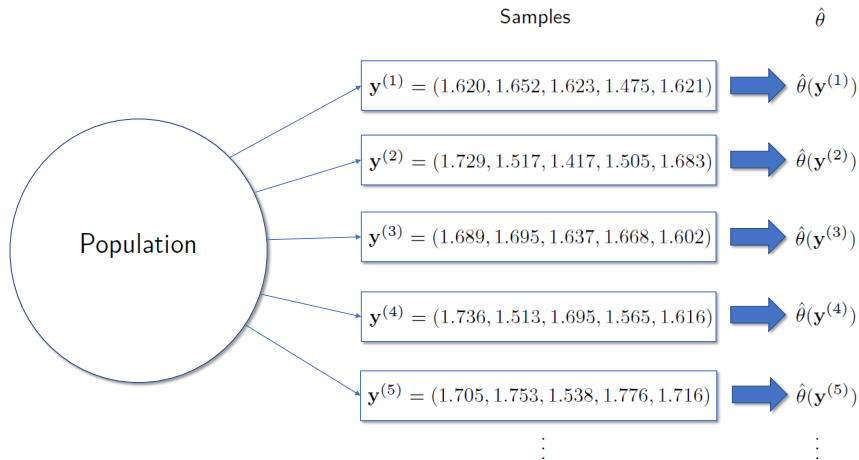 Samples θ̂
y⁽¹⁾ = (1.620, 1.652, 1.623, 1.475, 1.621) θ̂(y⁽¹⁾)
y⁽²⁾ = (1.729, 1.517, 1.417, 1.505, 1.683) θ̂(y⁽²⁾)
Population y⁽³⁾ = (1.689, 1.695, 1.637, 1.668, 1.602) θ̂(y⁽³⁾)
y⁽⁴⁾ = (1.736, 1.513, 1.695, 1.565, 1.616) θ̂(y⁽⁴⁾)
y⁽⁵⁾ = (1.705, 1.753, 1.538, 1.776, 1.716) θ̂(y⁽⁵⁾)
⋮ ⋮